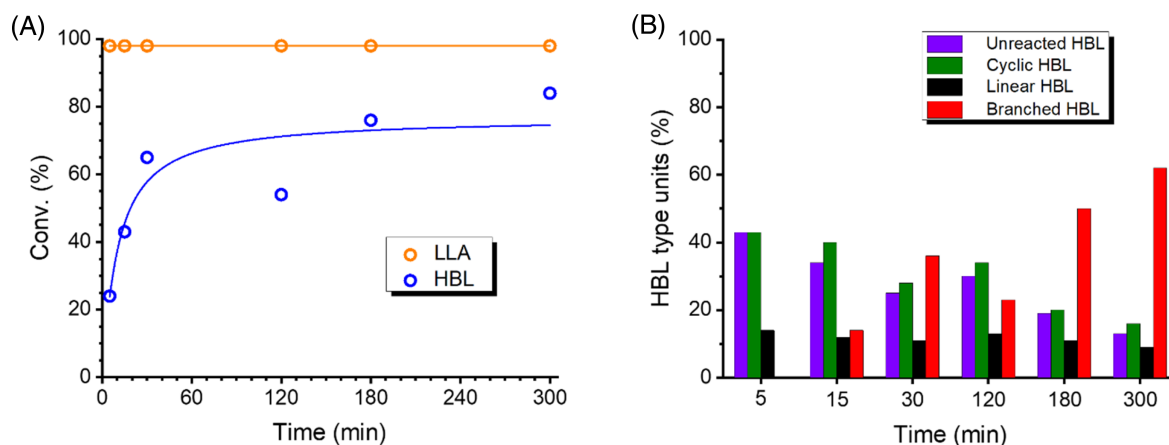 (A)
100
80
60
40
20
0
Conv. (%)
LLA
HBL
0 60 120 180 240 300
Time (min)
(B)
100
80
60
40
20
0
HBL type units (%)
Unreacted HBL
Cyclic HBL
Linear HBL
Branched HBL
5 15 30 120 180 300
Time (min)